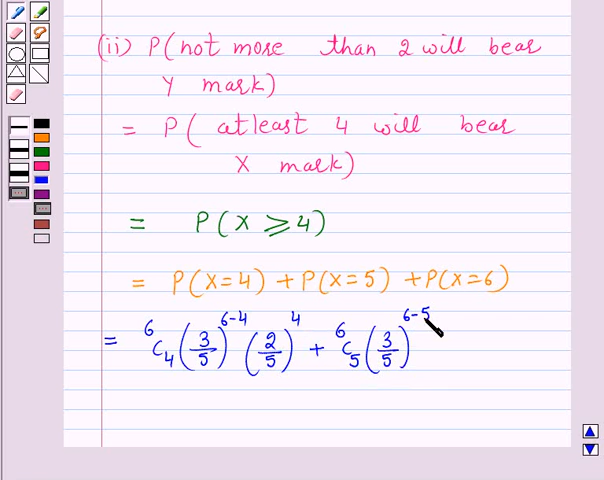 (ii) P(not more than 2 will bear
Y mark)
= P( atleast 4 will bear
X mark)
= P(X ⩾ 4)
= P(X=4) + P(X=5) + P(X=6)
= ⁶C₄ (3/5)⁶⁻⁴ (2/5)⁴ + ⁶C₅ (3/5)⁶⁻⁵